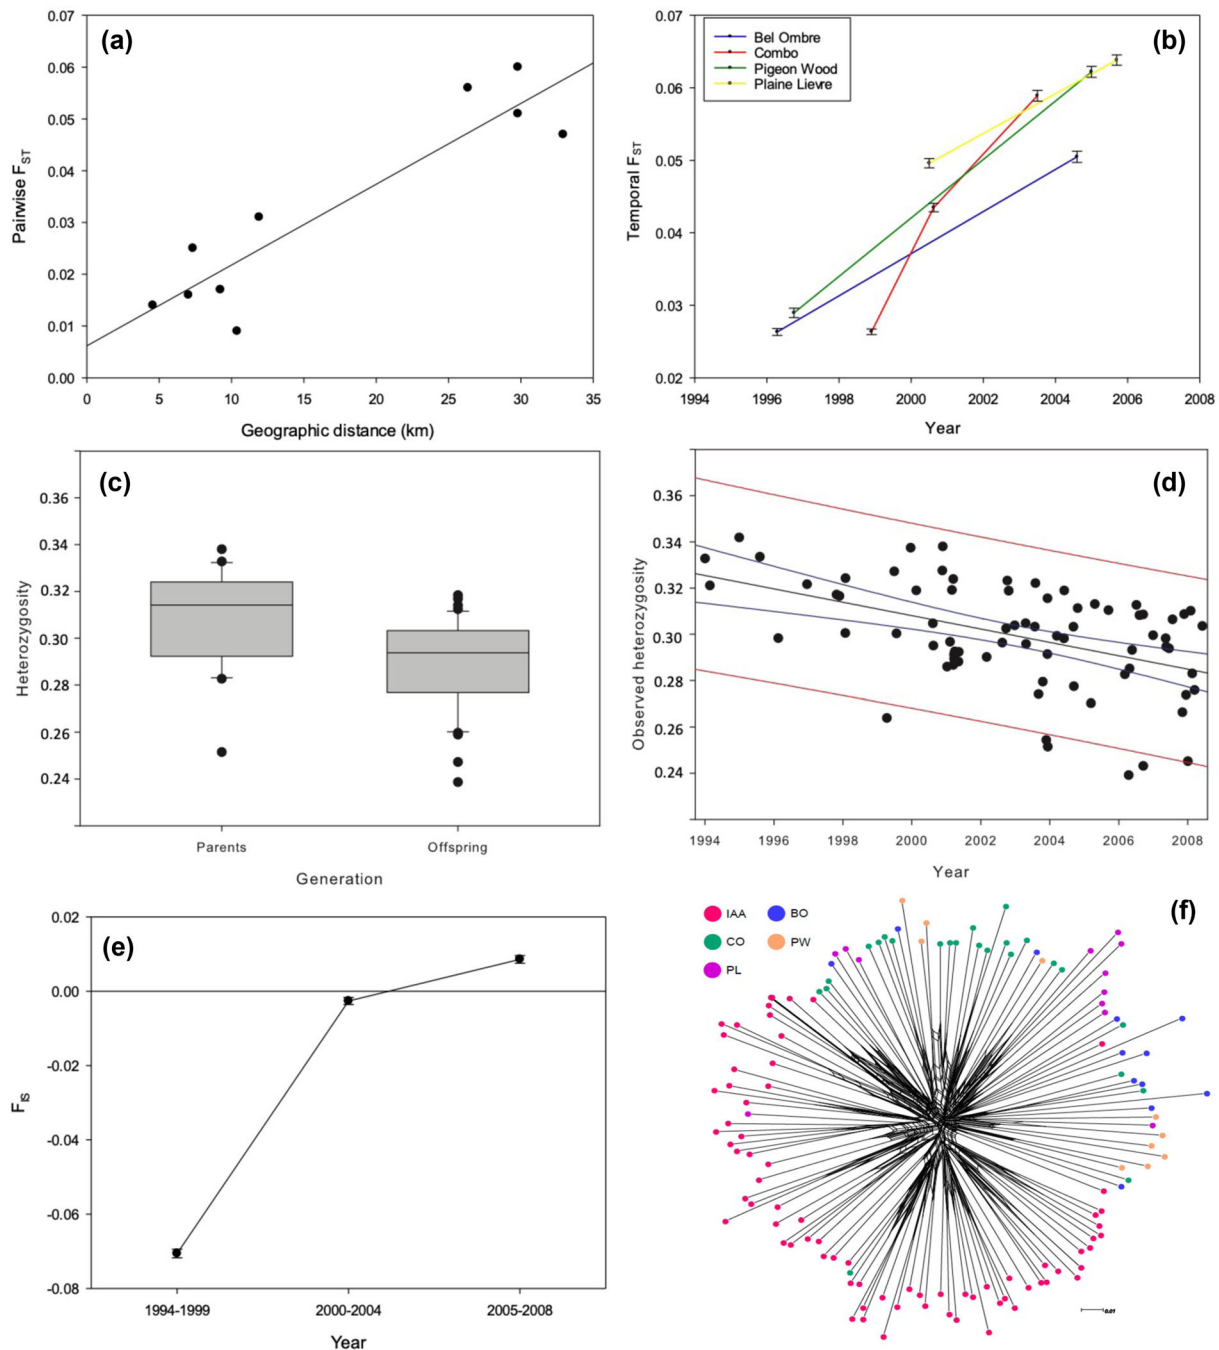 (a)
0.07
0.06
0.05
0.04
0.03
0.02
0.01
0.00
Pairwise FST
0 5 10 15 20 25 30 35
Geographic distance (km)
(b)
Bel Ombre
Combo
Pigeon Wood
Plaine Lievre
0.07
0.06
0.05
0.04
0.03
0.02
Temporal FST
1994 1996 1998 2000 2002 2004 2006 2008
Year
(c)
0.36
0.34
0.32
0.30
0.28
0.26
0.24
Heterozygosity
Parents Offspring
Generation
(d)
0.36
0.34
0.32
0.30
0.28
0.26
0.24
Observed heterozygosity
1994 1996 1998 2000 2002 2004 2006 2008
Year
(e)
0.02
0.00
-0.02
-0.04
-0.06
-0.08
FIS
1994-1999 2000-2004 2005-2008
Year
(f)
IAA BO
CO PW
PL
0.01